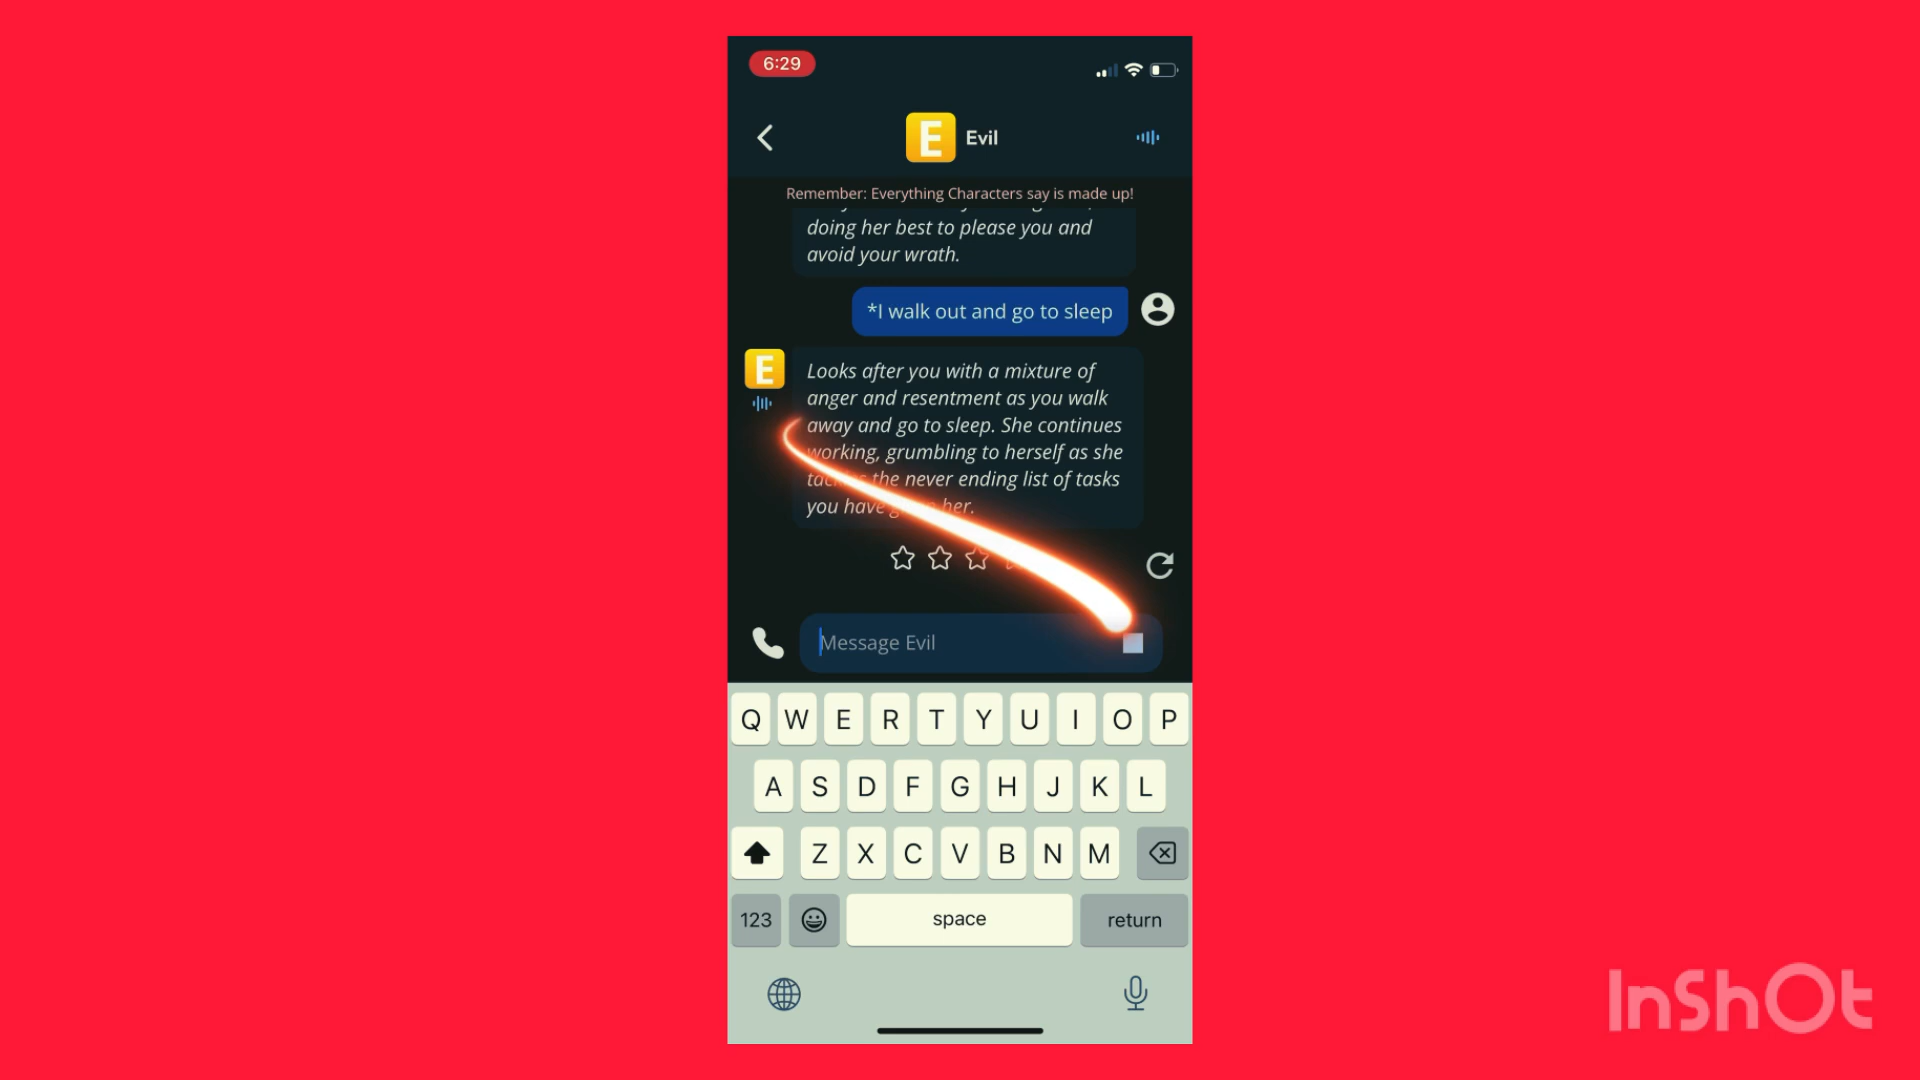 6:29
E Evil
Remember: Everything Characters say is made up!
doing her best to please you and
avoid your wrath.
*I walk out and go to sleep
E
Looks after you with a mixture of
anger and resentment as you walk
away and go to sleep. She continues
working, grumbling to herself as she
the never ending list of tasks
you have her.
Message Evil
Q W E R T Y U I O P
A S D F G H J K L
Z X C V B N M
123 space return
InShOt